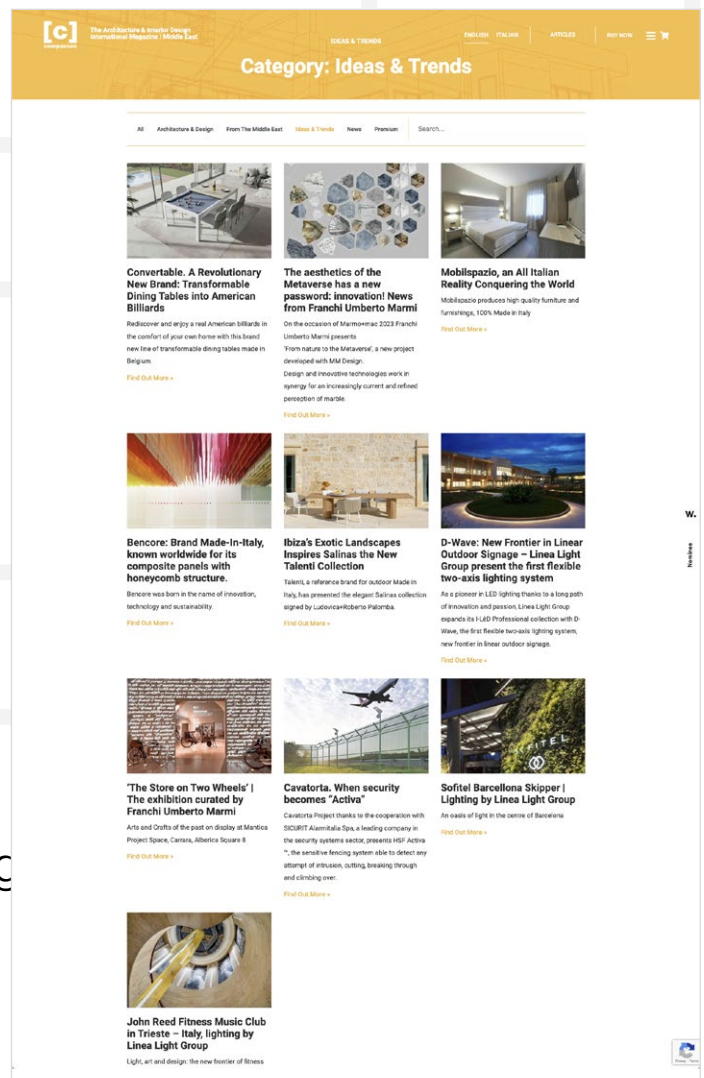 [c]
The Architecture & Interior Design
International Magazine | Middle East
IDEAS & TRENDS
ENGLISH ITALIAN
ARTICLES
BUY NOW
Category: Ideas & Trends
All Architecture & Design From The Middle East Ideas & Trends News Premium Search...
Convertable. A Revolutionary
New Brand: Transformable
Dining Tables into American
Billiards
Rediscover and enjoy a real American billiards in
the comfort of your own home with this brand
new line of transformable dining tables made in
Belgium.
Find Out More »
The aesthetics of the
Metaverse has a new
password: innovation! News
from Franchi Umberto Marmi
On the occasion of Marmo+mac 2023 Franchi
Umberto Marmi presents
'From nature to the Metaverse', a new project
developed with MM Design.
Design and innovative technologies work in
synergy for an increasingly current and refined
perception of marble.
Find Out More »
Mobilspazio, an All Italian
Reality Conquering the World
Mobilspazio produces high quality furniture and
furnishings, 100% Made in Italy
Find Out More »
Bencore: Brand Made-In-Italy,
known worldwide for its
composite panels with
honeycomb structure.
Bencore was born in the name of innovation,
technology and sustainability.
Find Out More »
Ibiza's Exotic Landscapes
Inspires Salinas the New
Talenti Collection
Talenti, a reference brand for outdoor Made in
Italy, has presented the elegant Salinas collection
signed by Ludovica+Roberto Palomba.
Find Out More »
D-Wave: New Frontier in Linear
Outdoor Signage – Linea Light
Group present the first flexible
two-axis lighting system
As a pioneer in LED lighting thanks to a long path
of innovation and passion, Linea Light Group
expands its I-LèD Professional collection with D-
Wave, the first flexible two-axis lighting system,
new frontier in linear outdoor signage.
Find Out More »
W.
Nominee
'The Store on Two Wheels' |
The exhibition curated by
Franchi Umberto Marmi
Arts and Crafts of the past on display at Mantica
Project Space, Carrara, Alberica Square 8
Find Out More »
Cavatorta. When security
becomes "Activa"
Cavatorta Project thanks to the cooperation with
SICURIT Alarmitalia Spa, a leading company in
the security systems sector, presents HSF Activa
™, the sensitive fencing system able to detect any
attempt of intrusion, cutting, breaking through
and climbing over.
Find Out More »
SOFITEL
Sofitel Barcellona Skipper |
Lighting by Linea Light Group
An oasis of light in the centre of Barcelona
Find Out More »
g
John Reed Fitness Music Club
in Trieste – Italy, lighting by
Linea Light Group
Light, art and design: the new frontier of fitness
Privacy - Terms